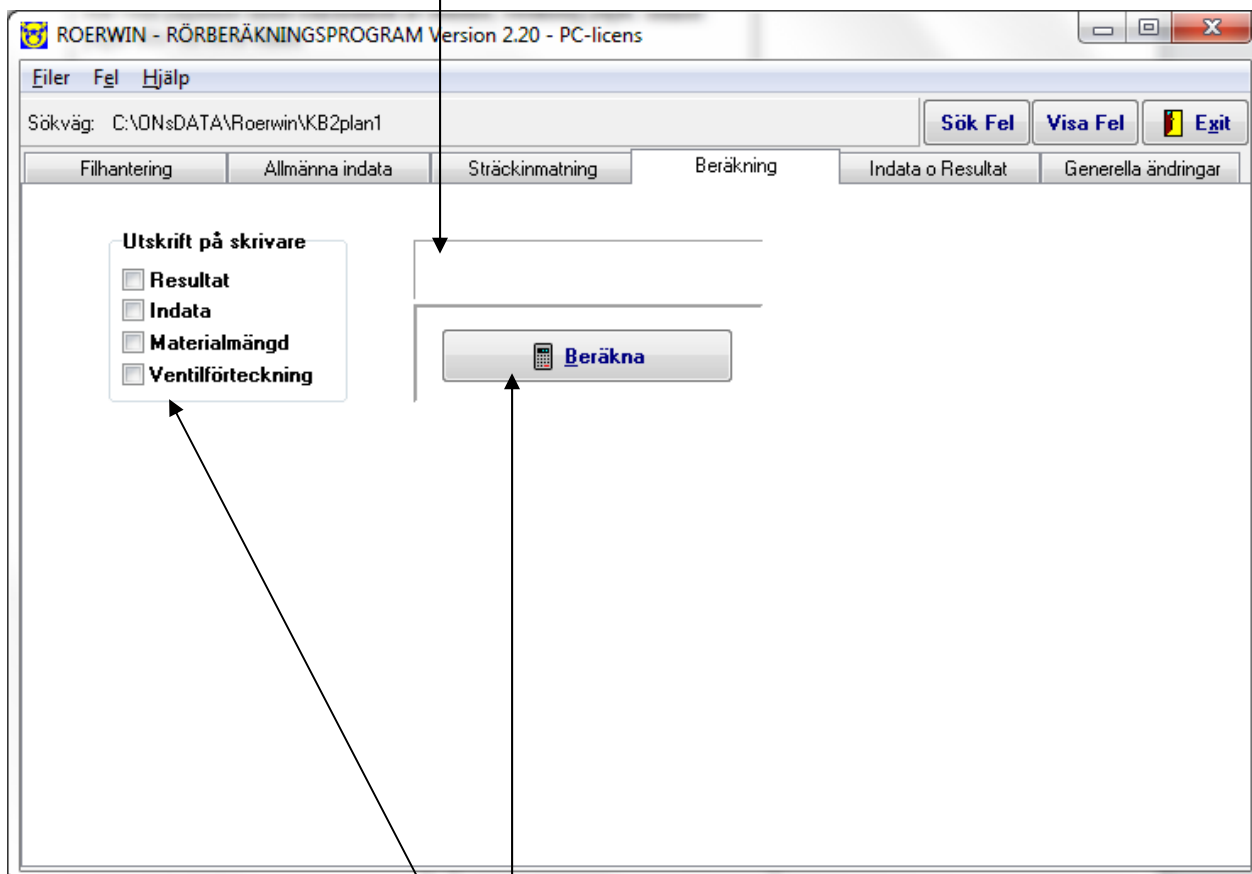 ROERWIN - RÖRBERÄKNINGSPROGRAM Version 2.20 - PC-licens
Filer Fel Hjälp
Sökväg: C:\ONsDATA\Roerwin\KB2plan1 Sök Fel Visa Fel Exit
Filhantering Allmänna indata Sträckinmatning Beräkning Indata o Resultat Generella ändringar
Utskrift på skrivare
Resultat
Indata
Materialmängd
Ventilförteckning
Beräkna